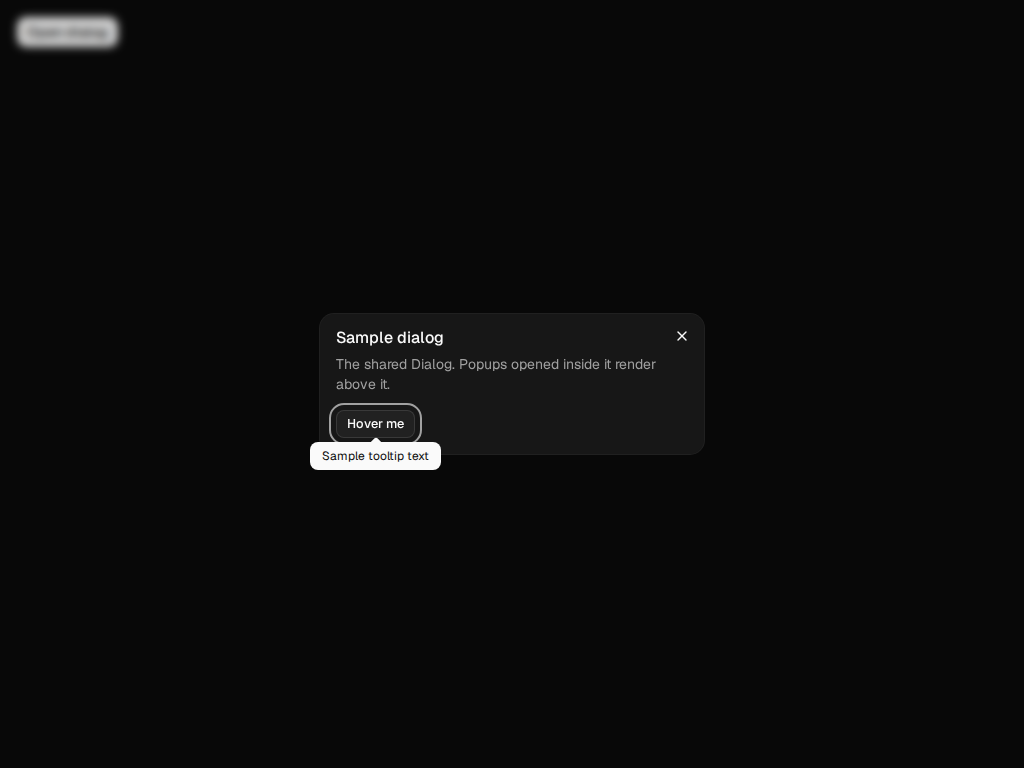 Sample dialog
The shared Dialog. Popups opened inside it render
above it.
Hover me
Sample tooltip text